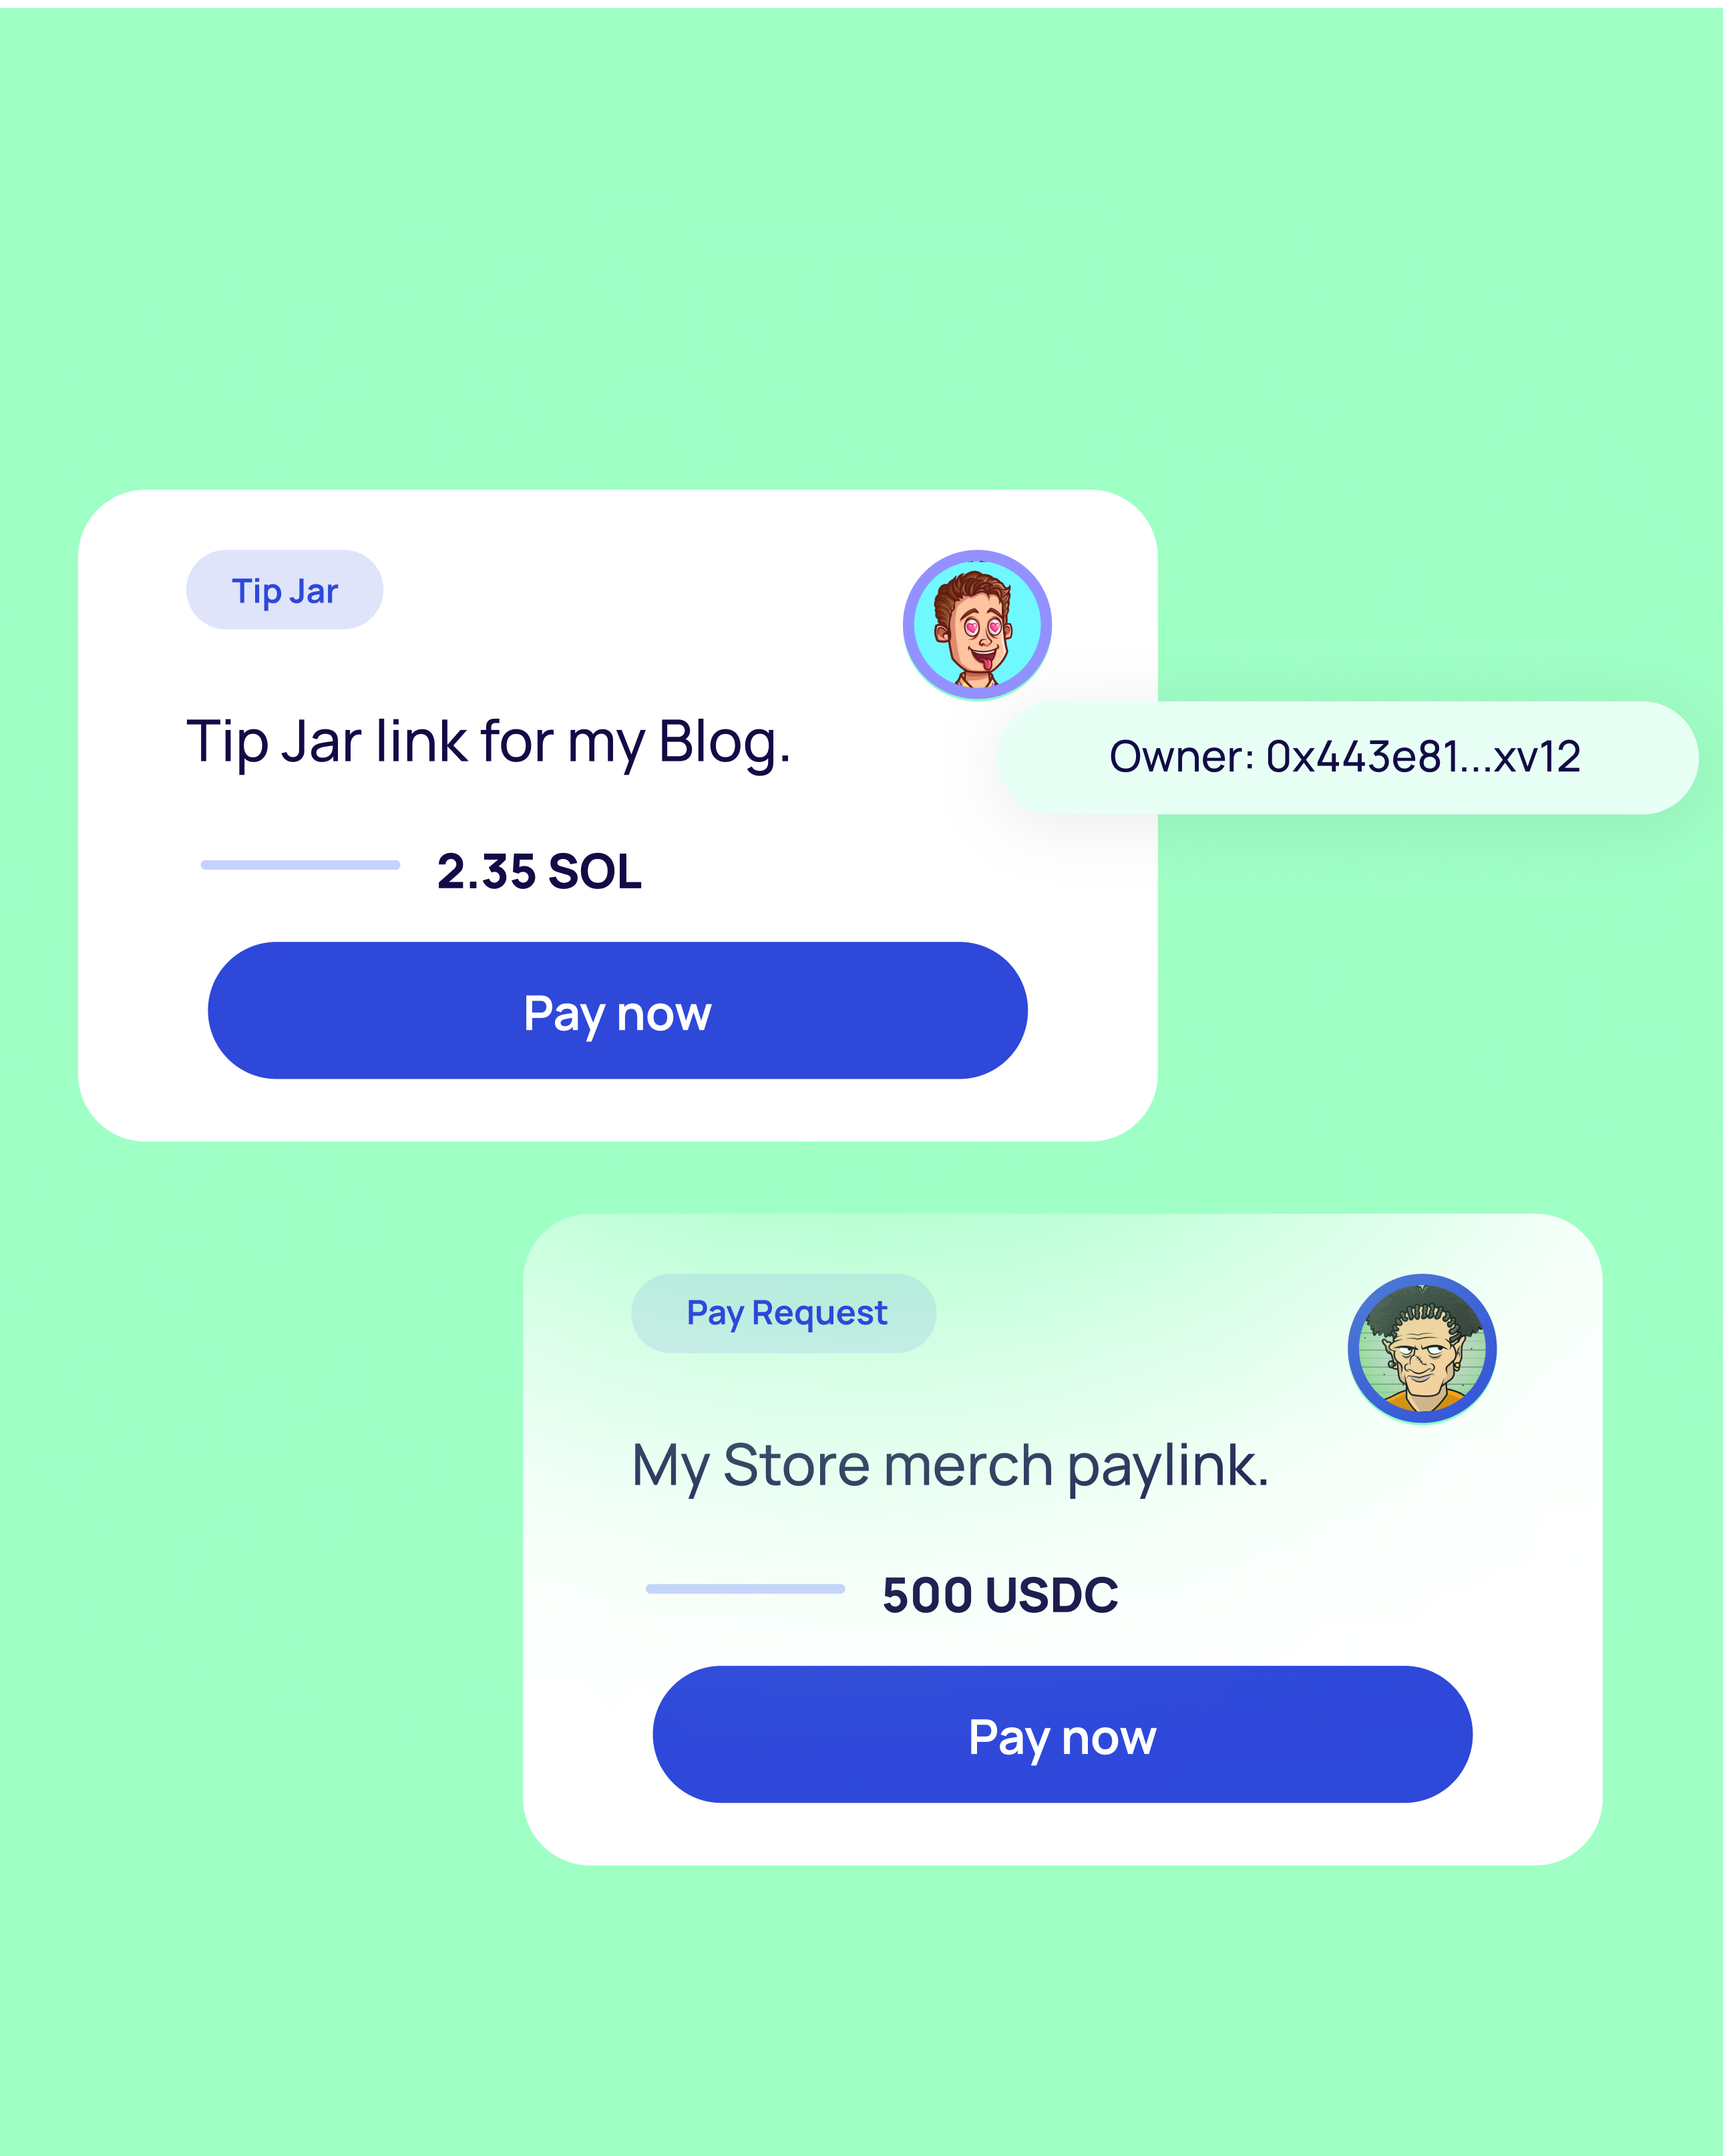 Tip Jar
Tip Jar link for my Blog.
Owner: 0x443e81...xv12
2.35 SOL
Pay now
Pay Request
My Store merch paylink.
500 USDC
Pay now